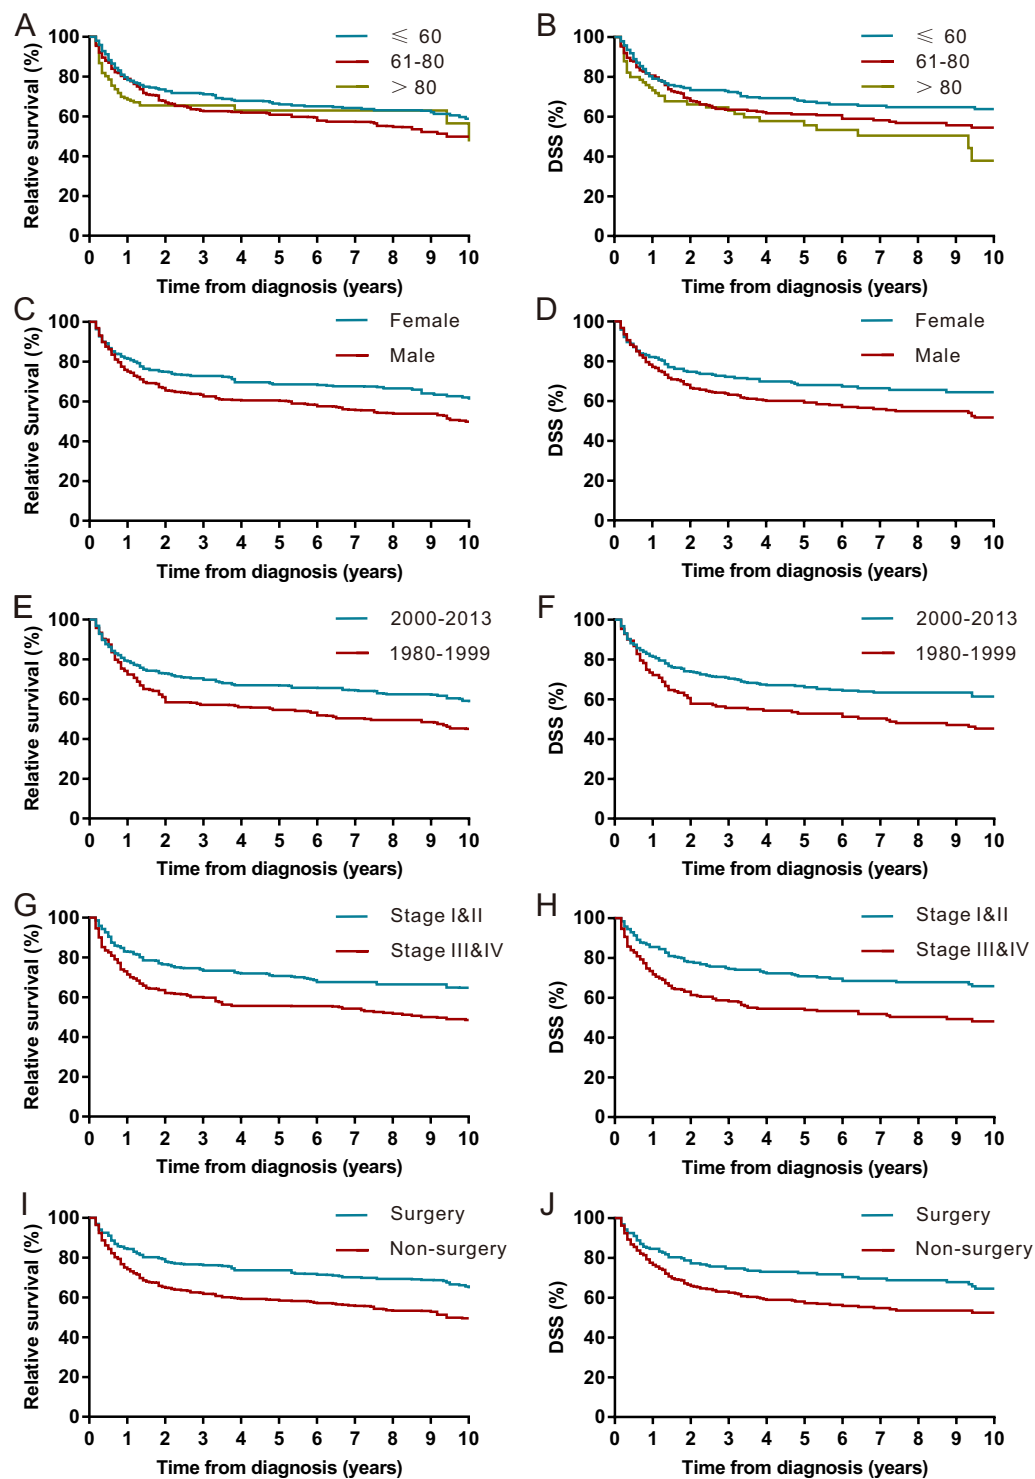 A
Relative survival (%)
100
80
60
40
20
0
0 1 2 3 4 5 6 7 8 9 10
Time from diagnosis (years)
≤ 60
61-80
> 80
B
DSS (%)
100
80
60
40
20
0
0 1 2 3 4 5 6 7 8 9 10
Time from diagnosis (years)
≤ 60
61-80
> 80
C
Relative Survival (%)
100
80
60
40
20
0
0 1 2 3 4 5 6 7 8 9 10
Time from diagnosis (years)
Female
Male
D
DSS (%)
100
80
60
40
20
0
0 1 2 3 4 5 6 7 8 9 10
Time from diagnosis (years)
Female
Male
E
Relative survival (%)
100
80
60
40
20
0
0 1 2 3 4 5 6 7 8 9 10
Time from diagnosis (years)
2000-2013
1980-1999
F
DSS (%)
100
80
60
40
20
0
0 1 2 3 4 5 6 7 8 9 10
Time from diagnosis (years)
2000-2013
1980-1999
G
Relative survival (%)
100
80
60
40
20
0
0 1 2 3 4 5 6 7 8 9 10
Time from diagnosis (years)
Stage I&II
Stage III&IV
H
DSS (%)
100
80
60
40
20
0
0 1 2 3 4 5 6 7 8 9 10
Time from diagnosis (years)
Stage I&II
Stage III&IV
I
Relative survival (%)
100
80
60
40
20
0
0 1 2 3 4 5 6 7 8 9 10
Time from diagnosis (years)
Surgery
Non-surgery
J
DSS (%)
100
80
60
40
20
0
0 1 2 3 4 5 6 7 8 9 10
Time from diagnosis (years)
Surgery
Non-surgery